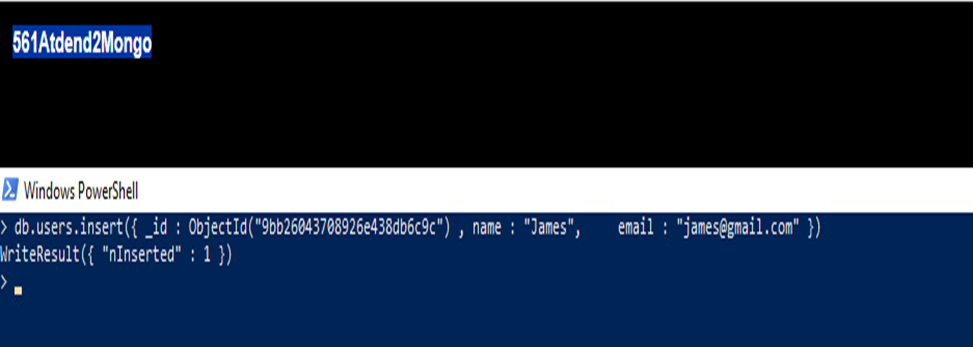 561Atdend2Mongo
Windows PowerShell
> db.users.insert({ _id : ObjectId("9bb26043708926e438db6c9c") , name : "James",    email : "james@gmail.com" })
WriteResult({ "nInserted" : 1 })
>